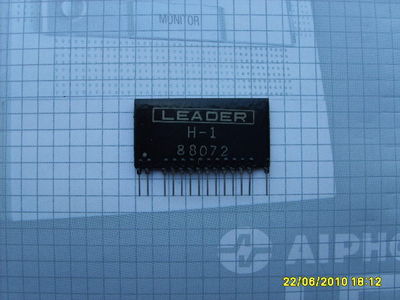 MONITOR
LEADER
H-1
88072
AIPHO
22/06/2010 18:12